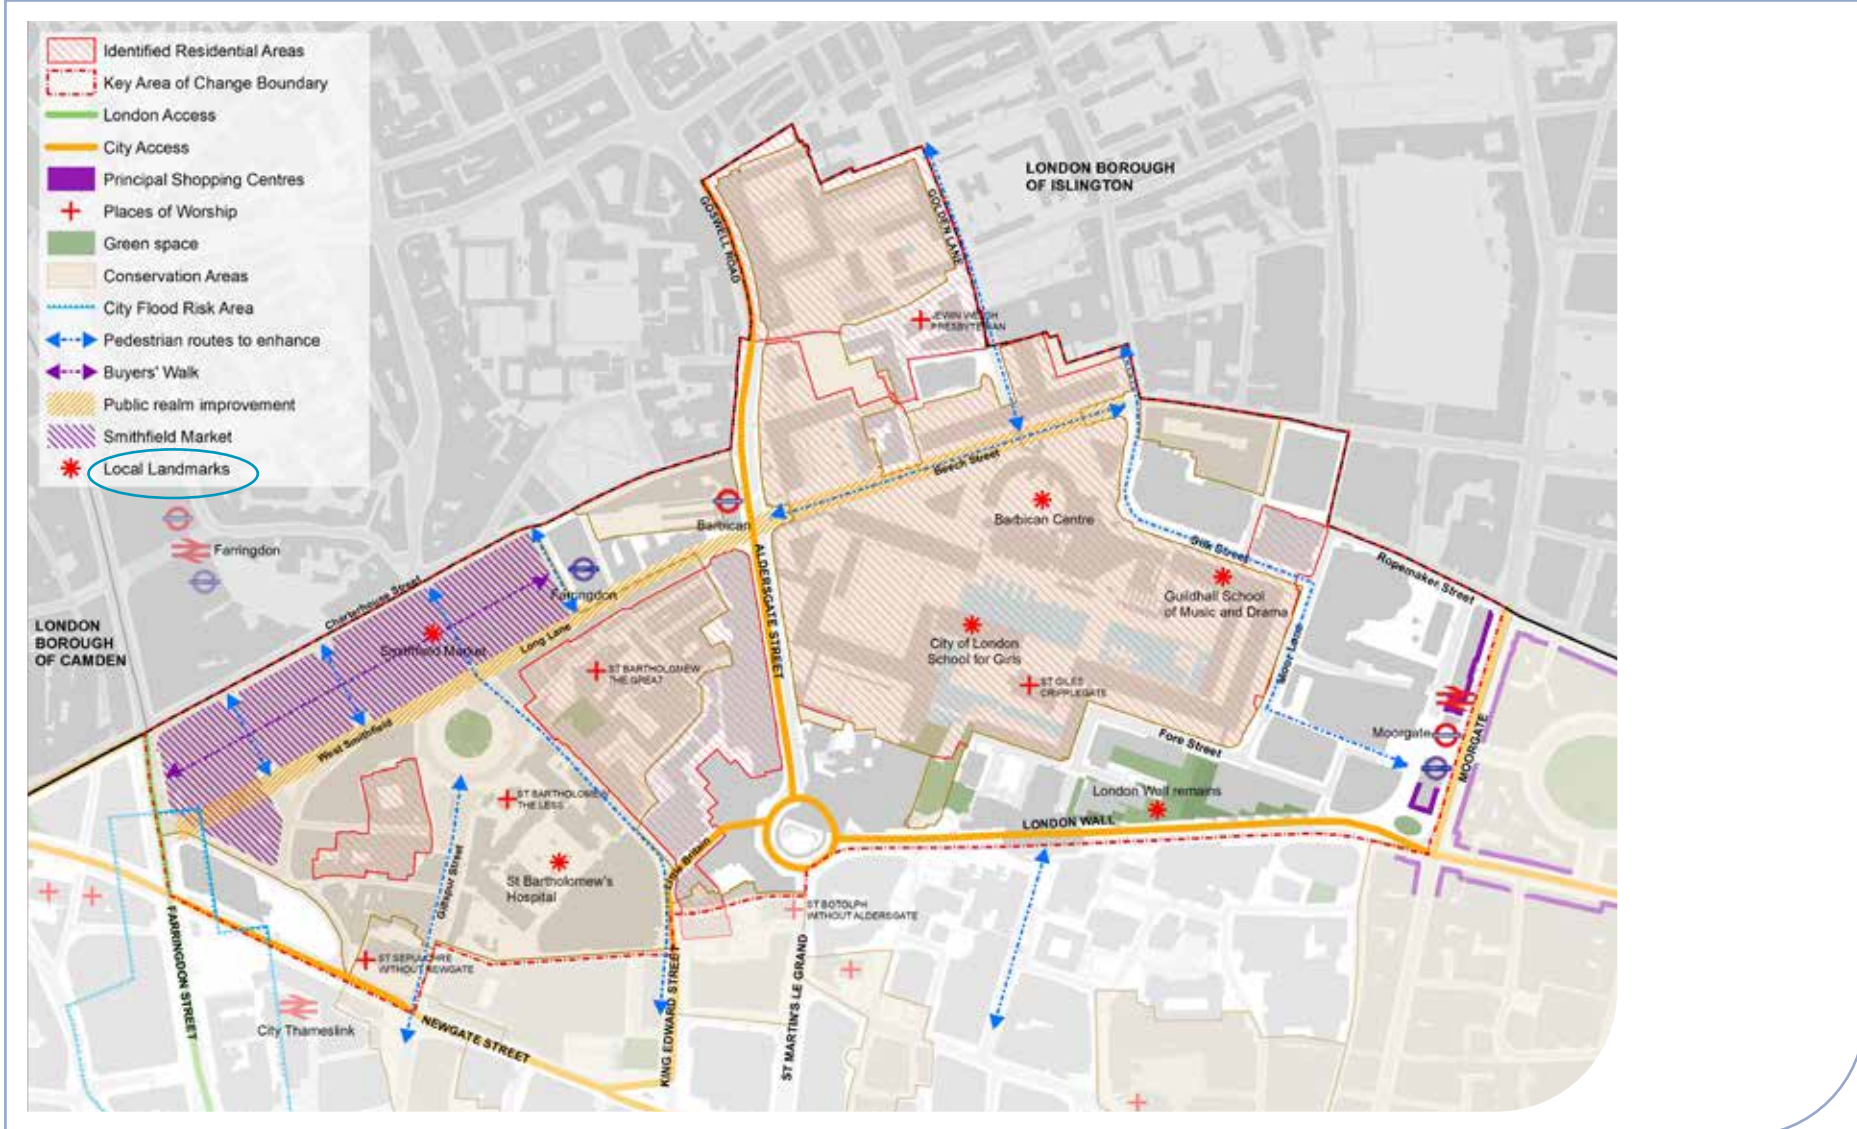 Identified Residential Areas
Key Area of Change Boundary
London Access
City Access
Principal Shopping Centres
Places of Worship
Green space
Conservation Areas
City Flood Risk Area
Pedestrian routes to enhance
Buyers' Walk
Public realm improvement
Smithfield Market
Local Landmarks
LONDON BOROUGH
OF ISLINGTON
GOSWELL ROAD
GOLDEN LANE
JEWIN WELSH
PRESBYTERIAN
Beech Street
Barbican
Barbican Centre
Silk Street
Ropemaker Street
Farringdon
Farringdon
Charterhouse Street
ALDERSGATE STREET
Guildhall School
of Music and Drama
LONDON
BOROUGH
OF CAMDEN
Smithfield Market
Long Lane
City of London
School for Girls
Moor Lane
ST BARTHOLOMEW
THE GREAT
ST GILES
CRIPPLEGATE
West Smithfield
Fore Street
Moorgate
MOORGATE
ST BARTHOLOMEW
THE LESS
London Wall remains
LONDON WALL
Little Britain
Giltspur Street
St Bartholomew's
Hospital
ST BOTOLPH
WITHOUT ALDERSGATE
FARRINGDON STREET
ST SEPULCHRE
WITHOUT NEWGATE
KING EDWARD STREET
ST MARTIN'S LE GRAND
City Thameslink
NEWGATE STREET